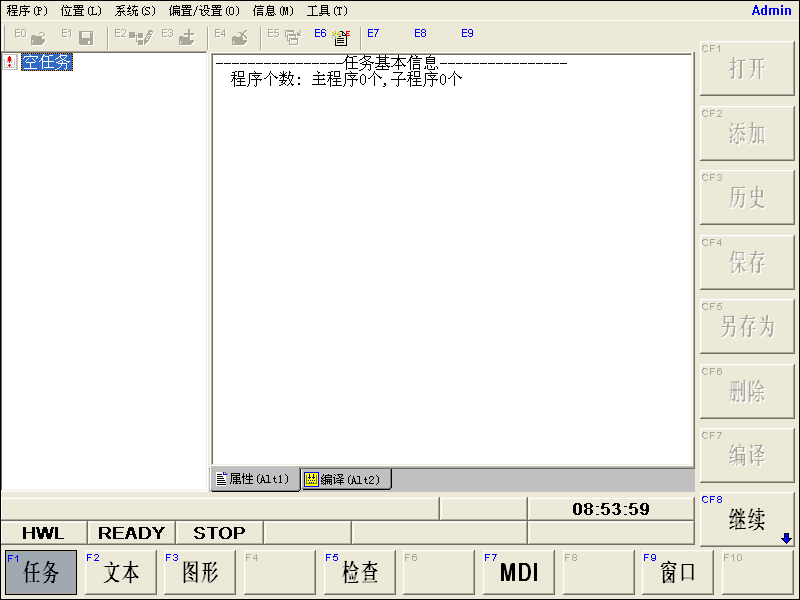 程序(P) 位置(L) 系统(S) 偏置/设置(O) 信息(M) 工具(T) Admin
E0 E1 E2 E3 E4 E5 E6 E7 E8 E9
空任务
----------------任务基本信息----------------
程序个数: 主程序0个,子程序0个
CF1
打开
CF2
添加
CF3
历史
CF4
保存
CF5
另存为
CF6
删除
CF7
编译
CF8
继续
属性(Alt1) 编译(Alt2)
08:53:59
HWL READY STOP
F1 F2 F3 F4 F5 F6 F7 F8 F9 F10
任务 文本 图形 检查 MDI 窗口